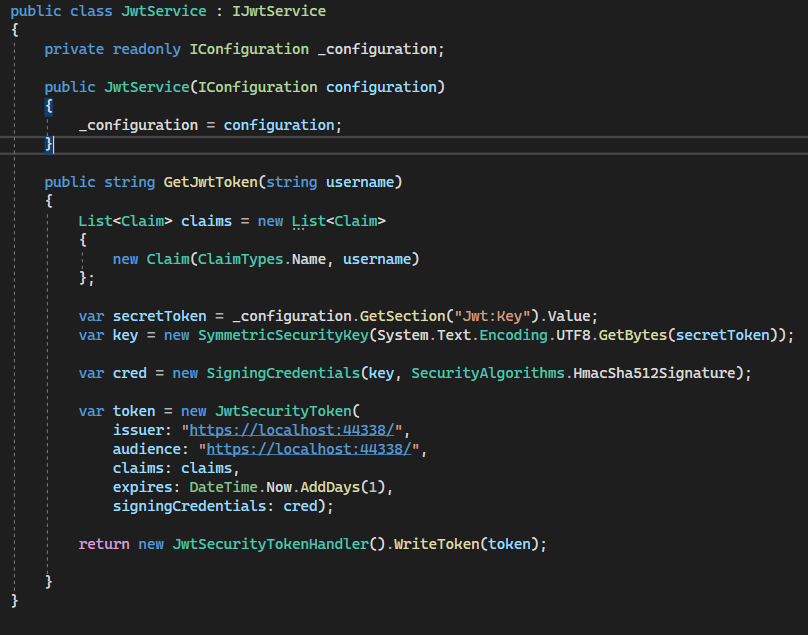 public class JwtService : IJwtService
{
    private readonly IConfiguration _configuration;

    public JwtService(IConfiguration configuration)
    {
        _configuration = configuration;
    }

    public string GetJwtToken(string username)
    {
        List<Claim> claims = new List<Claim>
        {
            new Claim(ClaimTypes.Name, username)
        };

        var secretToken = _configuration.GetSection("Jwt:Key").Value;
        var key = new SymmetricSecurityKey(System.Text.Encoding.UTF8.GetBytes(secretToken));

        var cred = new SigningCredentials(key, SecurityAlgorithms.HmacSha512Signature);

        var token = new JwtSecurityToken(
            issuer: "https://localhost:44338/",
            audience: "https://localhost:44338/",
            claims: claims,
            expires: DateTime.Now.AddDays(1),
            signingCredentials: cred);

        return new JwtSecurityTokenHandler().WriteToken(token);

    }
}